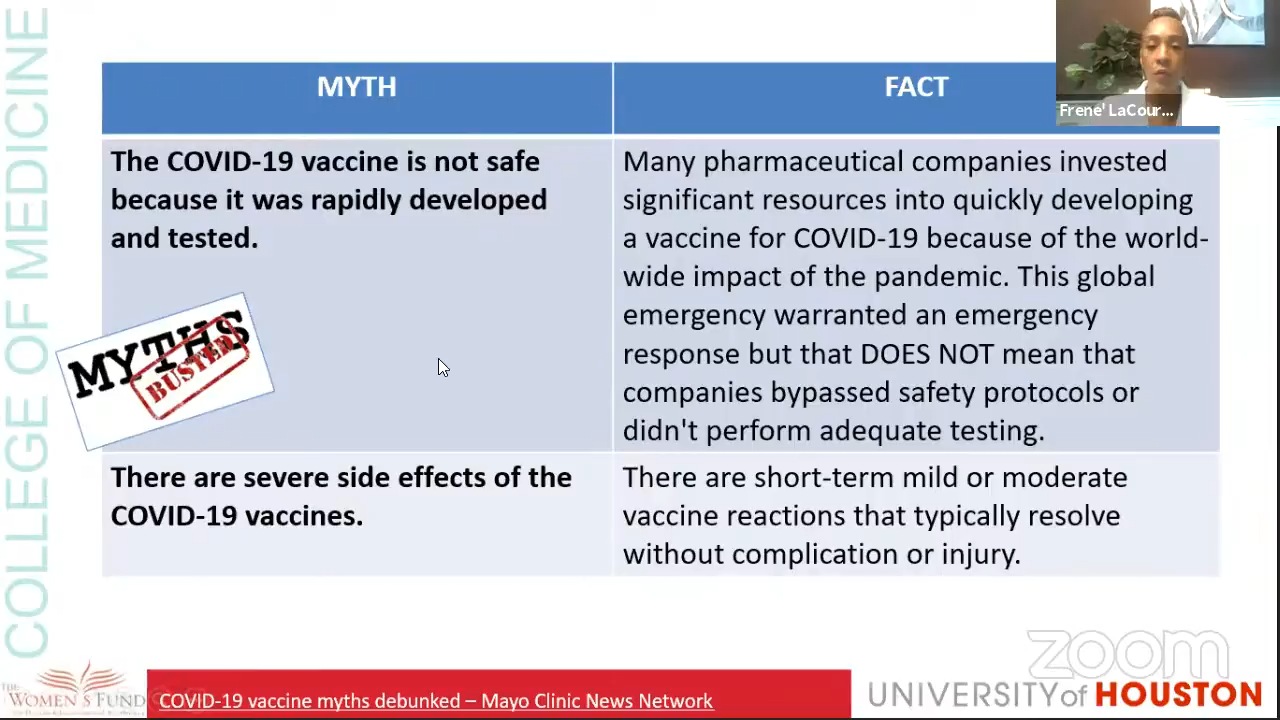 COLLEGE OF MEDICINE
MYTH
FACT
Frene' LaCour...
The COVID-19 vaccine is not safe
because it was rapidly developed
and tested.
MYTHS
BUSTED
Many pharmaceutical companies invested
significant resources into quickly developing
a vaccine for COVID-19 because of the world-
wide impact of the pandemic. This global
emergency warranted an emergency
response but that DOES NOT mean that
companies bypassed safety protocols or
didn't perform adequate testing.
There are severe side effects of the
COVID-19 vaccines.
There are short-term mild or moderate
vaccine reactions that typically resolve
without complication or injury.
zoom
THE
WOMEN'S FUND
COVID-19 vaccine myths debunked – Mayo Clinic News Network
UNIVERSITY of HOUSTON